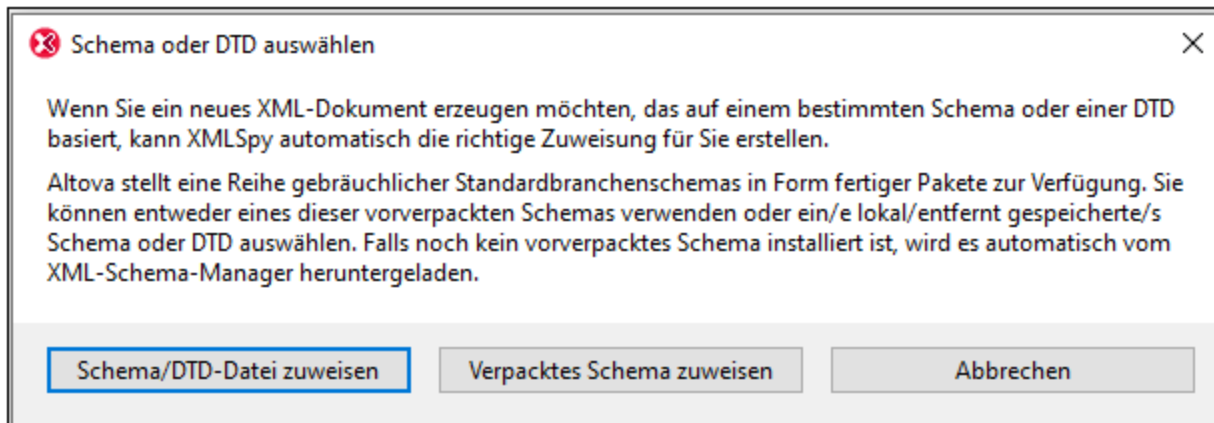 Schema oder DTD auswählen
Wenn Sie ein neues XML-Dokument erzeugen möchten, das auf einem bestimmten Schema oder einer DTD
basiert, kann XMLSpy automatisch die richtige Zuweisung für Sie erstellen.
Altova stellt eine Reihe gebräuchlicher Standardbranchenschemas in Form fertiger Pakete zur Verfügung. Sie
können entweder eines dieser vorverpackten Schemas verwenden oder ein/e lokal/entfernt gespeicherte/s
Schema oder DTD auswählen. Falls noch kein vorverpacktes Schema installiert ist, wird es automatisch vom
XML-Schema-Manager heruntergeladen.
Schema/DTD-Datei zuweisen
Verpacktes Schema zuweisen
Abbrechen